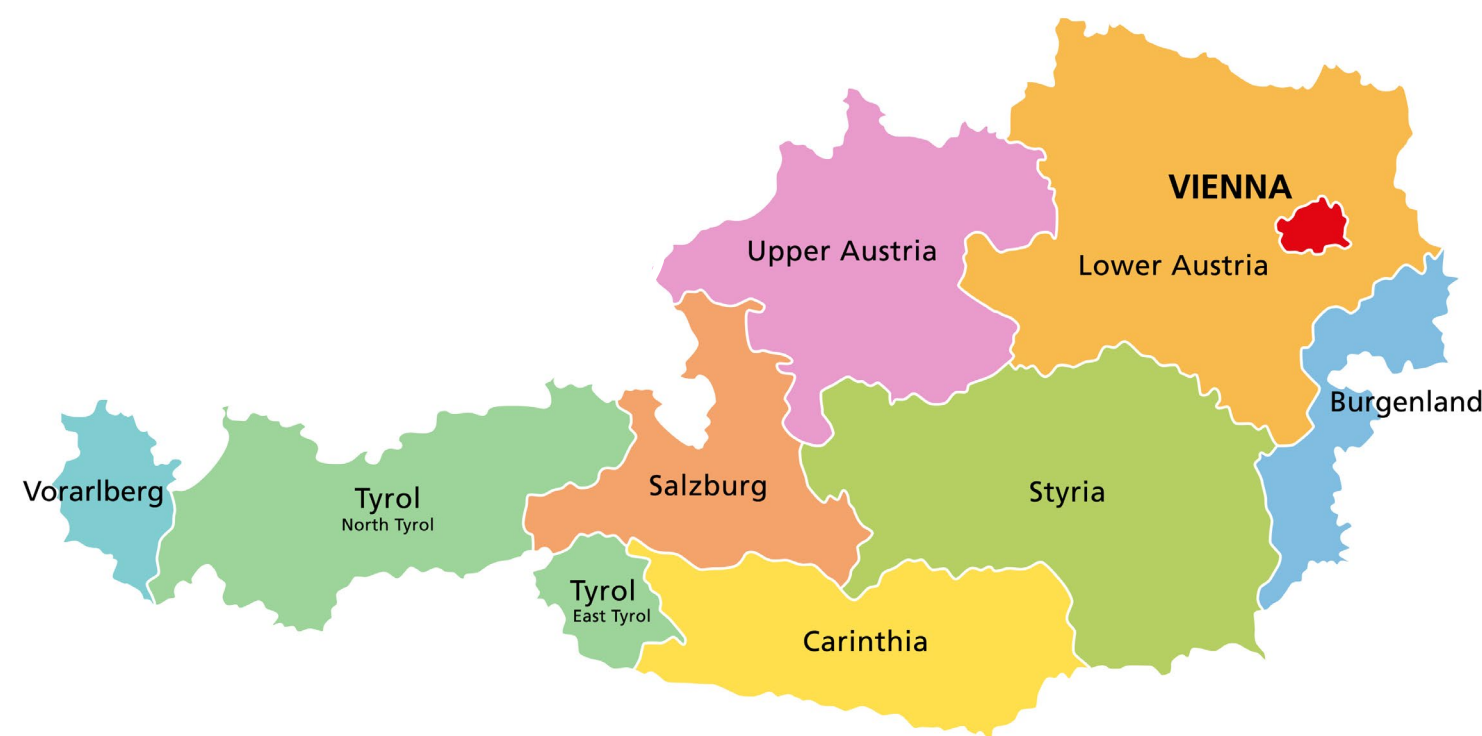 VIENNA
Upper Austria
Lower Austria
Burgenland
Vorarlberg
Tyrol
North Tyrol
Salzburg
Styria
Tyrol
East Tyrol
Carinthia